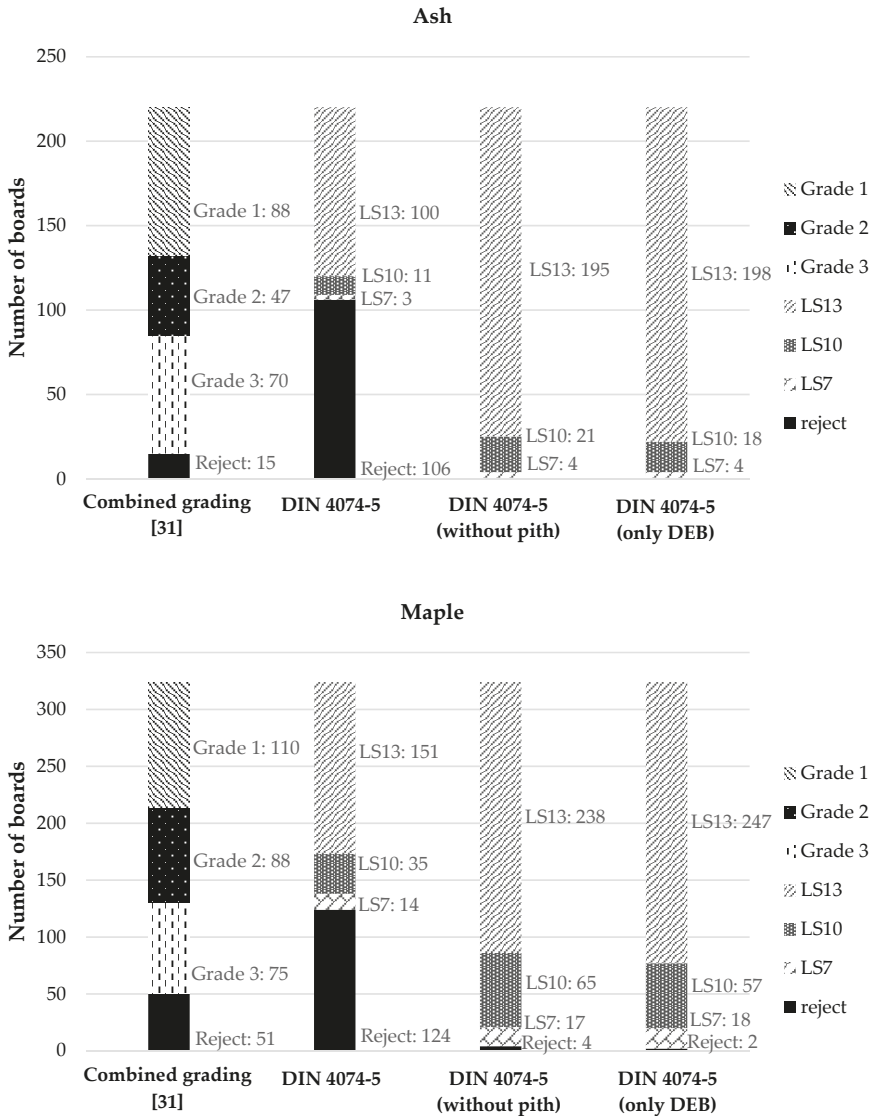 Ash
250
200
150
100
50
0
Number of boards
Grade 1: 88
Grade 2: 47
Grade 3: 70
Reject: 15
LS13: 100
LS10: 11
LS7: 3
Reject: 106
LS13: 195
LS10: 21
LS7: 4
LS13: 198
LS10: 18
LS7: 4
Combined grading
[31]
DIN 4074-5
DIN 4074-5
(without pith)
DIN 4074-5
(only DEB)
Grade 1
Grade 2
Grade 3
LS13
LS10
LS7
reject
Maple
350
300
250
200
150
100
50
0
Number of boards
Grade 1: 110
Grade 2: 88
Grade 3: 75
Reject: 51
LS13: 151
LS10: 35
LS7: 14
Reject: 124
LS13: 238
LS10: 65
LS7: 17
Reject: 4
LS13: 247
LS10: 57
LS7: 18
Reject: 2
Combined grading
[31]
DIN 4074-5
DIN 4074-5
(without pith)
DIN 4074-5
(only DEB)
Grade 1
Grade 2
Grade 3
LS13
LS10
LS7
reject